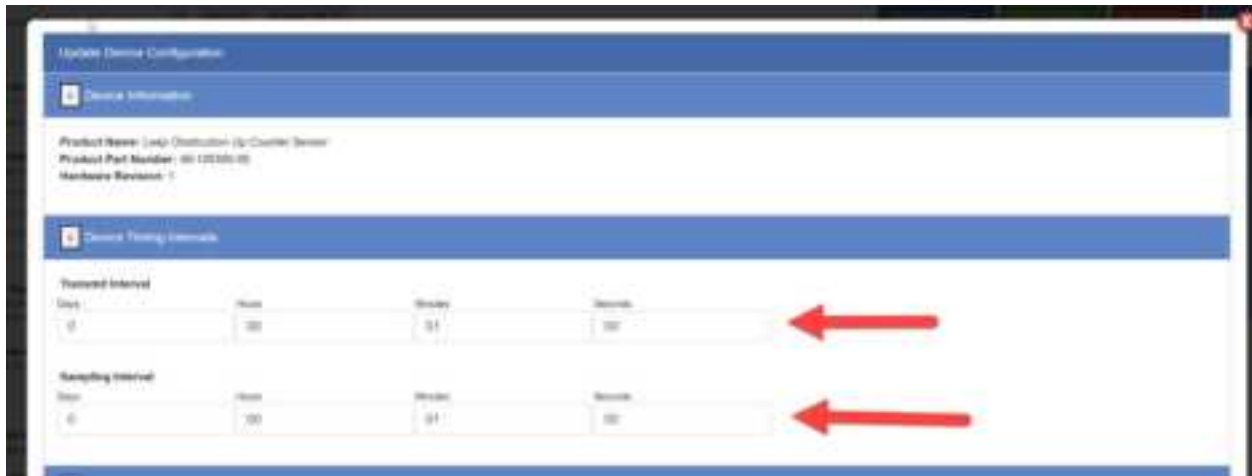 X
Update Device Configuration
Device Information
Product Name: Leap
Counter Sensor
Product Part Number:
Hardware Revision: 1
Device Timing Intervals
Transmit Interval
Days Hours Minutes Seconds
0 00 01 00
Sampling Interval
Days Hours Minutes Seconds
0 00 01 00